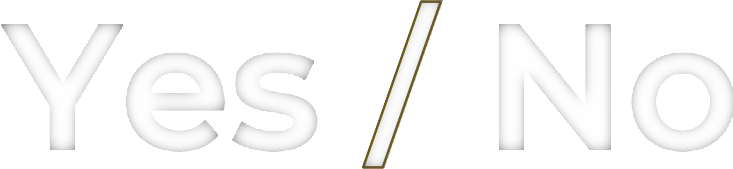 Yes / No